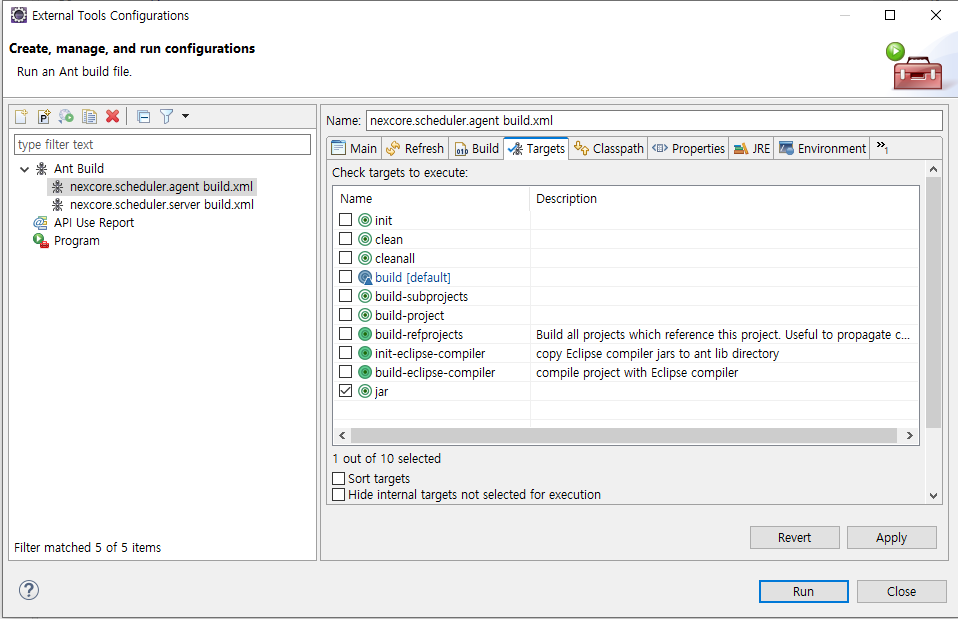 External Tools Configurations
Create, manage, and run configurations
Run an Ant build file.
type filter text
Ant Build
nexcore.scheduler.agent build.xml
nexcore.scheduler.server build.xml
API Use Report
Program
Filter matched 5 of 5 items
Name: nexcore.scheduler.agent build.xml
Main Refresh Build Targets Classpath Properties JRE Environment »1
Check targets to execute:
Name Description
init
clean
cleanall
build [default]
build-subprojects
build-project
build-refprojects Build all projects which reference this project. Useful to propagate c...
init-eclipse-compiler copy Eclipse compiler jars to ant lib directory
build-eclipse-compiler compile project with Eclipse compiler
jar
1 out of 10 selected
Sort targets
Hide internal targets not selected for execution
Revert Apply
Run Close